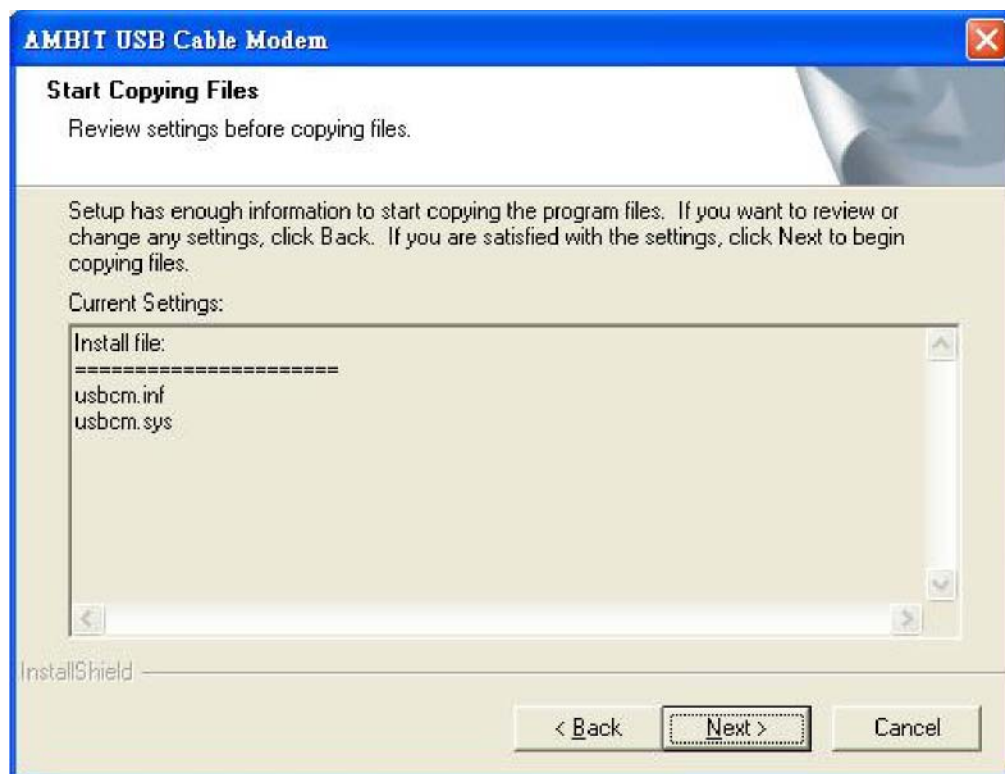 AMBIT USB Cable Modem
Start Copying Files
Review settings before copying files.
Setup has enough information to start copying the program files. If you want to review or
change any settings, click Back. If you are satisfied with the settings, click Next to begin
copying files.
Current Settings:
Install file:
======================
usbcm.inf
usbcm.sys
InstallShield
< Back
Next >
Cancel